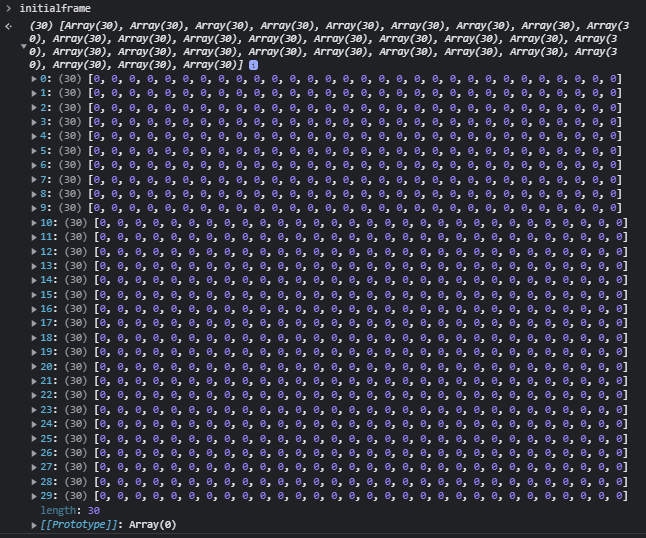 > initialframe
(30) [Array(30), Array(30), Array(30), Array(30), Array(30), Array(30), Array(30), Array(30), Array(3
0), Array(30), Array(30), Array(30), Array(30), Array(30), Array(30), Array(30), Array(30), Array(3
0), Array(30), Array(30), Array(30), Array(30), Array(30), Array(30), Array(30), Array(30), Array(3
0), Array(30), Array(30), Array(30)] i
0: (30) [0, 0, 0, 0, 0, 0, 0, 0, 0, 0, 0, 0, 0, 0, 0, 0, 0, 0, 0, 0, 0, 0, 0, 0, 0, 0, 0, 0, 0, 0]
1: (30) [0, 0, 0, 0, 0, 0, 0, 0, 0, 0, 0, 0, 0, 0, 0, 0, 0, 0, 0, 0, 0, 0, 0, 0, 0, 0, 0, 0, 0, 0]
2: (30) [0, 0, 0, 0, 0, 0, 0, 0, 0, 0, 0, 0, 0, 0, 0, 0, 0, 0, 0, 0, 0, 0, 0, 0, 0, 0, 0, 0, 0, 0]
3: (30) [0, 0, 0, 0, 0, 0, 0, 0, 0, 0, 0, 0, 0, 0, 0, 0, 0, 0, 0, 0, 0, 0, 0, 0, 0, 0, 0, 0, 0, 0]
4: (30) [0, 0, 0, 0, 0, 0, 0, 0, 0, 0, 0, 0, 0, 0, 0, 0, 0, 0, 0, 0, 0, 0, 0, 0, 0, 0, 0, 0, 0, 0]
5: (30) [0, 0, 0, 0, 0, 0, 0, 0, 0, 0, 0, 0, 0, 0, 0, 0, 0, 0, 0, 0, 0, 0, 0, 0, 0, 0, 0, 0, 0, 0]
6: (30) [0, 0, 0, 0, 0, 0, 0, 0, 0, 0, 0, 0, 0, 0, 0, 0, 0, 0, 0, 0, 0, 0, 0, 0, 0, 0, 0, 0, 0, 0]
7: (30) [0, 0, 0, 0, 0, 0, 0, 0, 0, 0, 0, 0, 0, 0, 0, 0, 0, 0, 0, 0, 0, 0, 0, 0, 0, 0, 0, 0, 0, 0]
8: (30) [0, 0, 0, 0, 0, 0, 0, 0, 0, 0, 0, 0, 0, 0, 0, 0, 0, 0, 0, 0, 0, 0, 0, 0, 0, 0, 0, 0, 0, 0]
9: (30) [0, 0, 0, 0, 0, 0, 0, 0, 0, 0, 0, 0, 0, 0, 0, 0, 0, 0, 0, 0, 0, 0, 0, 0, 0, 0, 0, 0, 0, 0]
10: (30) [0, 0, 0, 0, 0, 0, 0, 0, 0, 0, 0, 0, 0, 0, 0, 0, 0, 0, 0, 0, 0, 0, 0, 0, 0, 0, 0, 0, 0, 0]
11: (30) [0, 0, 0, 0, 0, 0, 0, 0, 0, 0, 0, 0, 0, 0, 0, 0, 0, 0, 0, 0, 0, 0, 0, 0, 0, 0, 0, 0, 0, 0]
12: (30) [0, 0, 0, 0, 0, 0, 0, 0, 0, 0, 0, 0, 0, 0, 0, 0, 0, 0, 0, 0, 0, 0, 0, 0, 0, 0, 0, 0, 0, 0]
13: (30) [0, 0, 0, 0, 0, 0, 0, 0, 0, 0, 0, 0, 0, 0, 0, 0, 0, 0, 0, 0, 0, 0, 0, 0, 0, 0, 0, 0, 0, 0]
14: (30) [0, 0, 0, 0, 0, 0, 0, 0, 0, 0, 0, 0, 0, 0, 0, 0, 0, 0, 0, 0, 0, 0, 0, 0, 0, 0, 0, 0, 0, 0]
15: (30) [0, 0, 0, 0, 0, 0, 0, 0, 0, 0, 0, 0, 0, 0, 0, 0, 0, 0, 0, 0, 0, 0, 0, 0, 0, 0, 0, 0, 0, 0]
16: (30) [0, 0, 0, 0, 0, 0, 0, 0, 0, 0, 0, 0, 0, 0, 0, 0, 0, 0, 0, 0, 0, 0, 0, 0, 0, 0, 0, 0, 0, 0]
17: (30) [0, 0, 0, 0, 0, 0, 0, 0, 0, 0, 0, 0, 0, 0, 0, 0, 0, 0, 0, 0, 0, 0, 0, 0, 0, 0, 0, 0, 0, 0]
18: (30) [0, 0, 0, 0, 0, 0, 0, 0, 0, 0, 0, 0, 0, 0, 0, 0, 0, 0, 0, 0, 0, 0, 0, 0, 0, 0, 0, 0, 0, 0]
19: (30) [0, 0, 0, 0, 0, 0, 0, 0, 0, 0, 0, 0, 0, 0, 0, 0, 0, 0, 0, 0, 0, 0, 0, 0, 0, 0, 0, 0, 0, 0]
20: (30) [0, 0, 0, 0, 0, 0, 0, 0, 0, 0, 0, 0, 0, 0, 0, 0, 0, 0, 0, 0, 0, 0, 0, 0, 0, 0, 0, 0, 0, 0]
21: (30) [0, 0, 0, 0, 0, 0, 0, 0, 0, 0, 0, 0, 0, 0, 0, 0, 0, 0, 0, 0, 0, 0, 0, 0, 0, 0, 0, 0, 0, 0]
22: (30) [0, 0, 0, 0, 0, 0, 0, 0, 0, 0, 0, 0, 0, 0, 0, 0, 0, 0, 0, 0, 0, 0, 0, 0, 0, 0, 0, 0, 0, 0]
23: (30) [0, 0, 0, 0, 0, 0, 0, 0, 0, 0, 0, 0, 0, 0, 0, 0, 0, 0, 0, 0, 0, 0, 0, 0, 0, 0, 0, 0, 0, 0]
24: (30) [0, 0, 0, 0, 0, 0, 0, 0, 0, 0, 0, 0, 0, 0, 0, 0, 0, 0, 0, 0, 0, 0, 0, 0, 0, 0, 0, 0, 0, 0]
25: (30) [0, 0, 0, 0, 0, 0, 0, 0, 0, 0, 0, 0, 0, 0, 0, 0, 0, 0, 0, 0, 0, 0, 0, 0, 0, 0, 0, 0, 0, 0]
26: (30) [0, 0, 0, 0, 0, 0, 0, 0, 0, 0, 0, 0, 0, 0, 0, 0, 0, 0, 0, 0, 0, 0, 0, 0, 0, 0, 0, 0, 0, 0]
27: (30) [0, 0, 0, 0, 0, 0, 0, 0, 0, 0, 0, 0, 0, 0, 0, 0, 0, 0, 0, 0, 0, 0, 0, 0, 0, 0, 0, 0, 0, 0]
28: (30) [0, 0, 0, 0, 0, 0, 0, 0, 0, 0, 0, 0, 0, 0, 0, 0, 0, 0, 0, 0, 0, 0, 0, 0, 0, 0, 0, 0, 0, 0]
29: (30) [0, 0, 0, 0, 0, 0, 0, 0, 0, 0, 0, 0, 0, 0, 0, 0, 0, 0, 0, 0, 0, 0, 0, 0, 0, 0, 0, 0, 0, 0]
length: 30
[[Prototype]]: Array(0)